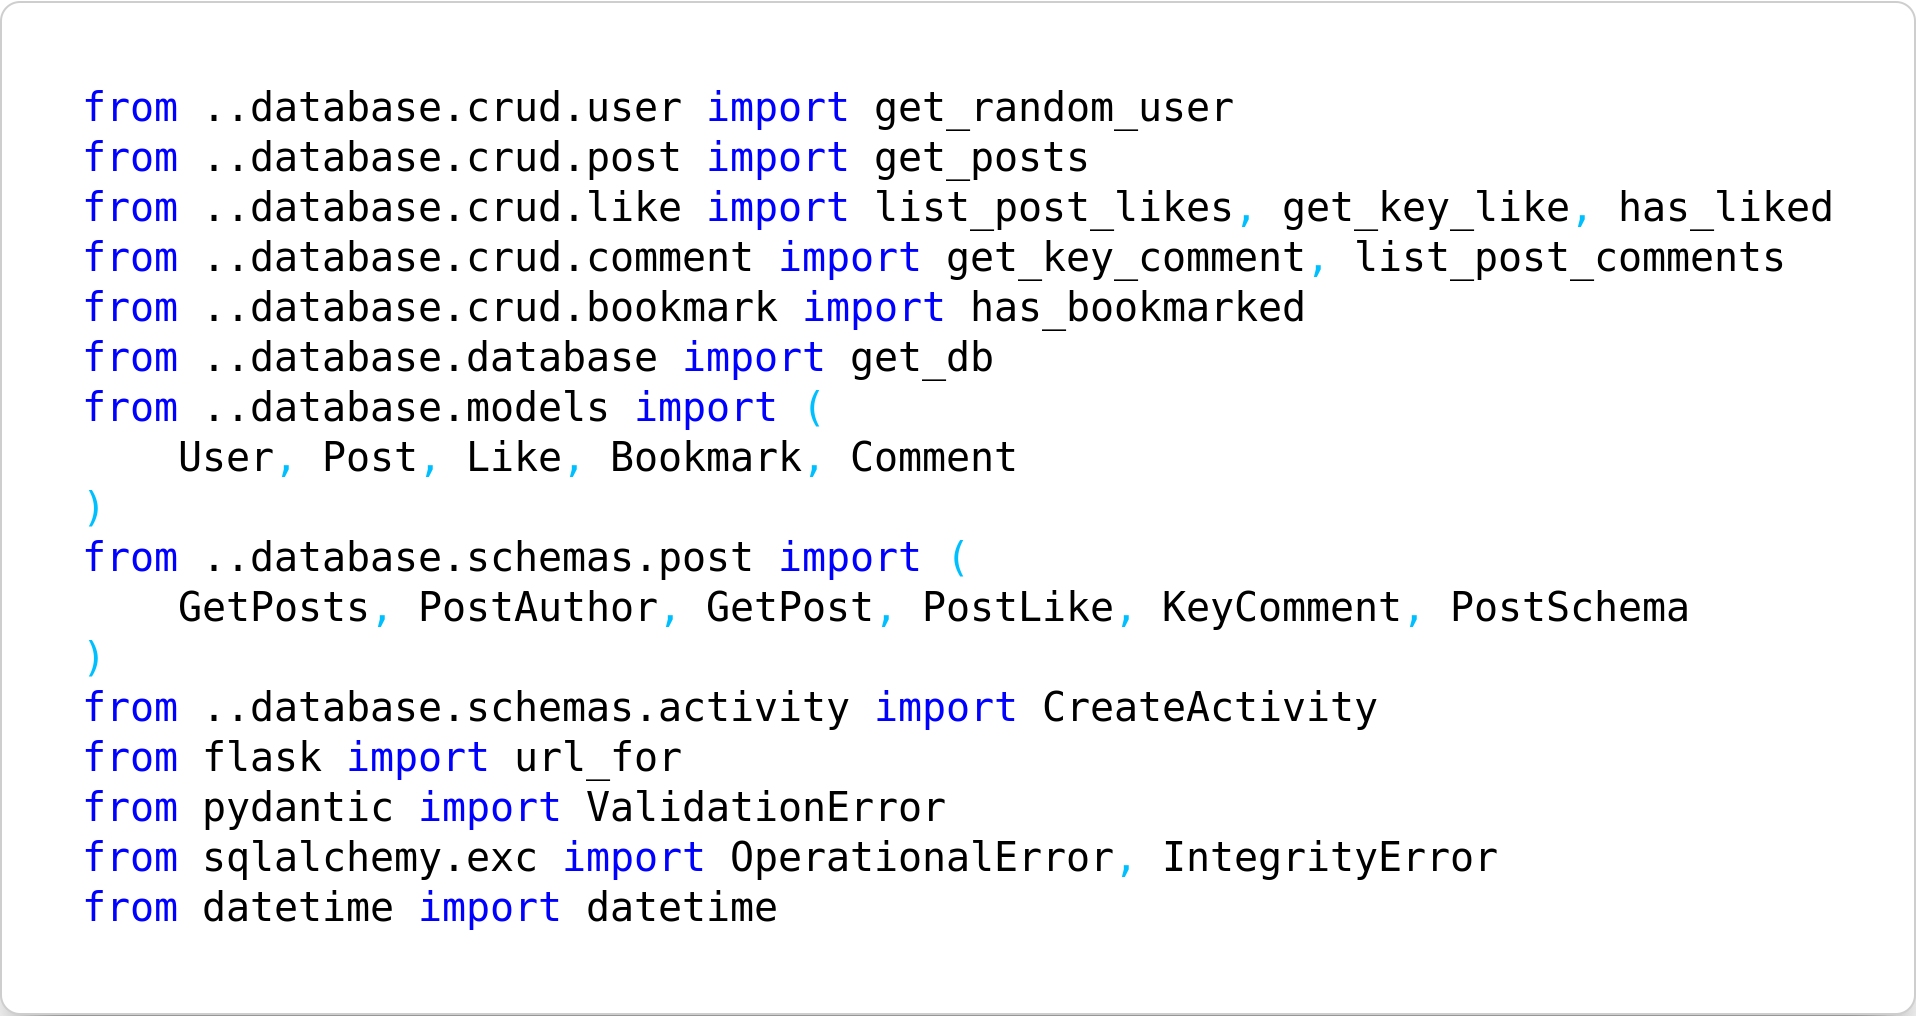 from ..database.crud.user import get_random_user
from ..database.crud.post import get_posts
from ..database.crud.like import list_post_likes, get_key_like, has_liked
from ..database.crud.comment import get_key_comment, list_post_comments
from ..database.crud.bookmark import has_bookmarked
from ..database.database import get_db
from ..database.models import (
    User, Post, Like, Bookmark, Comment
)
from ..database.schemas.post import (
    GetPosts, PostAuthor, GetPost, PostLike, KeyComment, PostSchema
)
from ..database.schemas.activity import CreateActivity
from flask import url_for
from pydantic import ValidationError
from sqlalchemy.exc import OperationalError, IntegrityError
from datetime import datetime